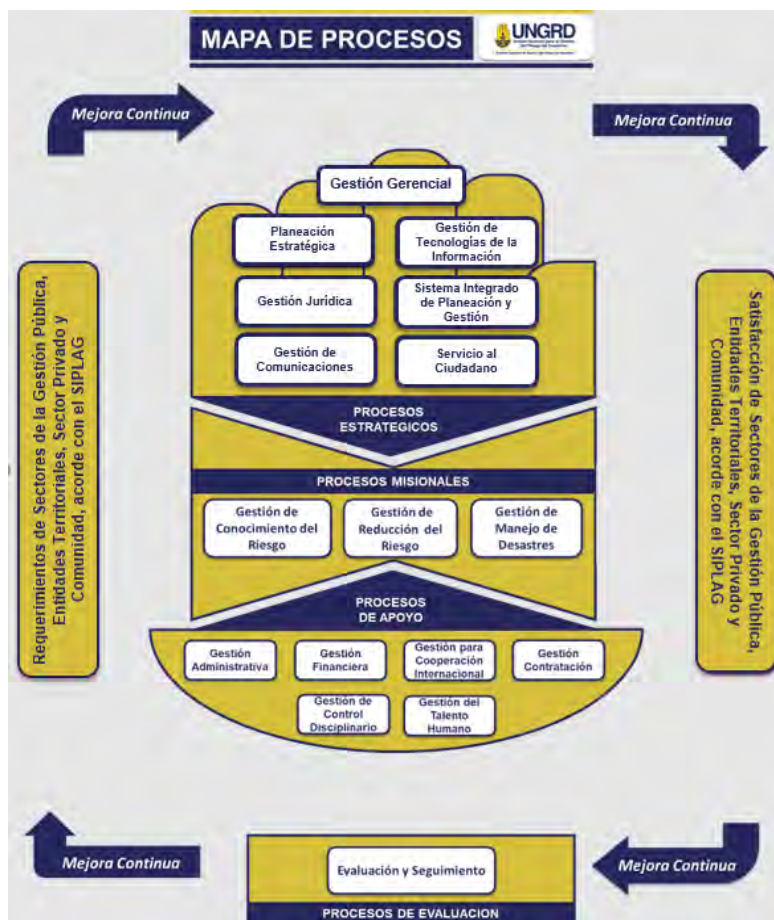 MAPA DE PROCESOS
UNGRD
Mejora Continua
Mejora Continua
Gestión Gerencial
Planeación
Estratégica
Gestión de
Tecnologías de la
Información
Gestión Jurídica
Sistema Integrado
de Planeación y
Gestión
Gestión de
Comunicaciones
Servicio al
Ciudadano
PROCESOS
ESTRATEGICOS
Requerimientos de Sectores de la Gestión Pública,
Entidades Territoriales, Sector Privado y
Comunidad, acorde con el SIPLAG
Satisfacción de Sectores de la Gestión Pública,
Entidades Territoriales, Sector Privado y
Comunidad, acorde con el SIPLAG
PROCESOS MISIONALES
Gestión de
Conocimiento del
Riesgo
Gestión de
Reducción del
Riesgo
Gestión de
Manejo de
Desastres
PROCESOS
DE APOYO
Gestión
Administrativa
Gestión
Financiera
Gestión para
Cooperación
Internacional
Gestión
Contratación
Gestión de
Control
Disciplinario
Gestión del
Talento
Humano
Mejora Continua
Evaluación y Seguimiento
Mejora Continua
PROCESOS DE EVALUACION